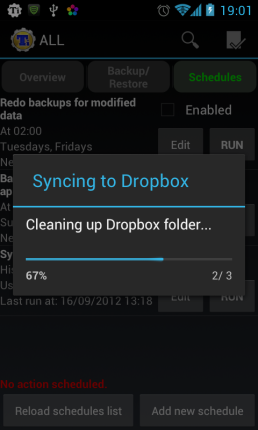 19:01
ALL
Overview
Backup/
Restore
Schedules
Redo backups for modified
data
Enabled
At 02:00
Tuesdays, Fridays
Edit
RUN
Syncing to Dropbox
Cleaning up Dropbox folder...
67%
2/ 3
Last run at: 16/09/2012 13:18
Edit
RUN
No action scheduled.
Reload schedules list
Add new schedule